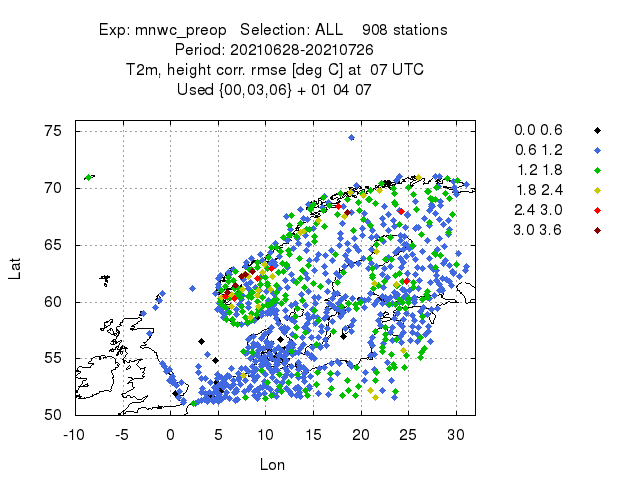 Exp: mnwc_preop   Selection: ALL    908 stations
Period: 20210628-20210726
T2m, height corr. rmse [deg C] at  07 UTC
Used {00,03,06} + 01 04 07
75
70
65
60
55
50
Lat
-10 -5 0 5 10 15 20 25 30
Lon
0.0 0.6
0.6 1.2
1.2 1.8
1.8 2.4
2.4 3.0
3.0 3.6